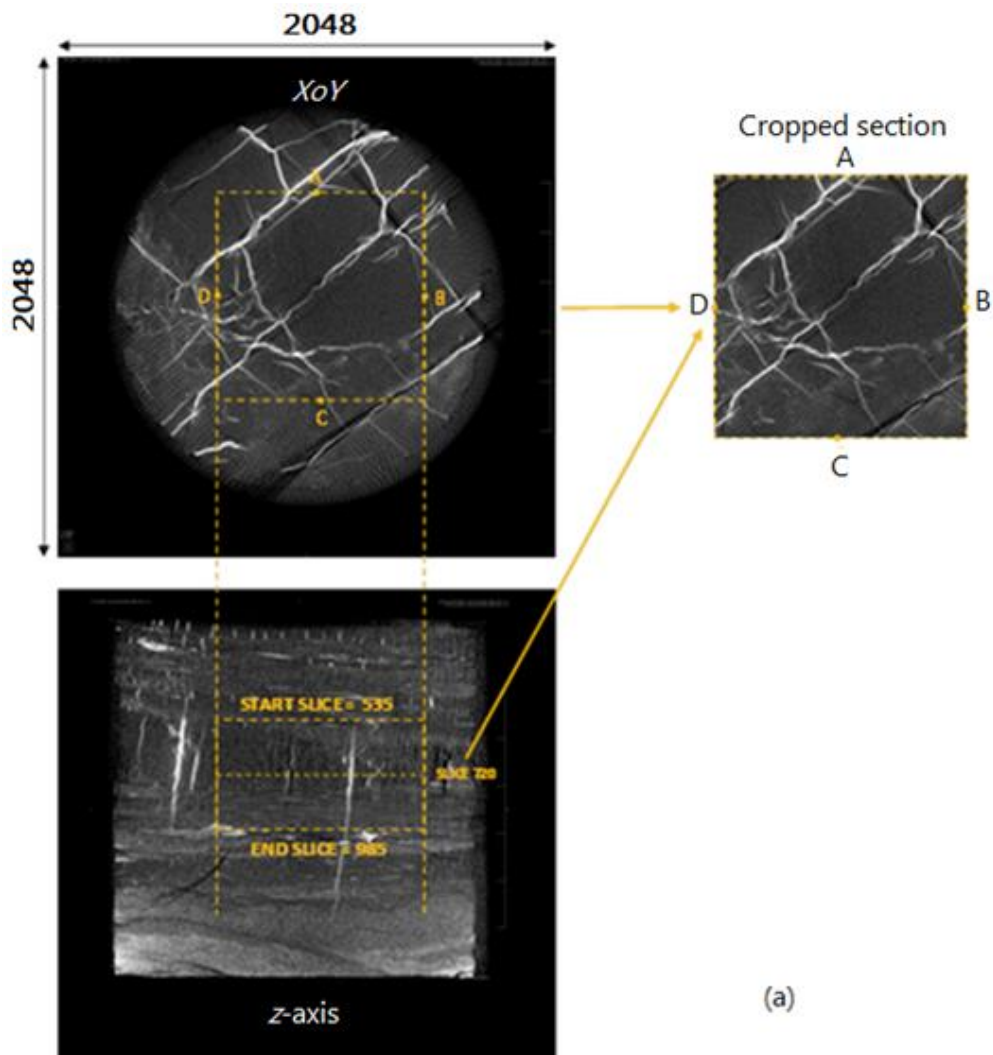 2048
2048
XoY
A
D
B
C
Cropped section
A
D
B
C
START SLICE = 535
SLICE 720
END SLICE = 985
z-axis
(a)